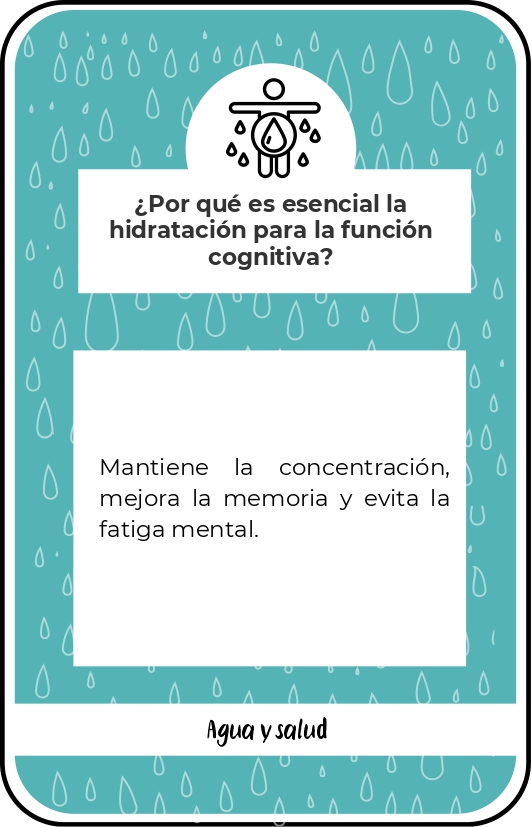 ¿Por qué es esencial la
hidratación para la función
cognitiva?
Mantiene la concentración,
mejora la memoria y evita la
fatiga mental.
Agua y salud